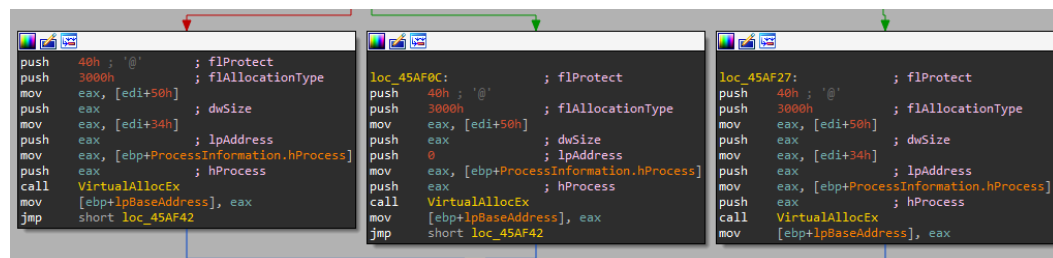 push 40h ; '@' ; flProtect
push 3000h ; flAllocationType
mov eax, [edi+50h]
push eax ; dwSize
mov eax, [edi+34h]
push eax ; lpAddress
mov eax, [ebp+ProcessInformation.hProcess]
push eax ; hProcess
call VirtualAllocEx
mov [ebp+lpBaseAddress], eax
jmp short loc_45AF42
loc_45AF0C: ; flProtect
push 40h ; '@'
push 3000h ; flAllocationType
mov eax, [edi+50h]
push eax ; dwSize
push 0 ; lpAddress
mov eax, [ebp+ProcessInformation.hProcess]
push eax ; hProcess
call VirtualAllocEx
mov [ebp+lpBaseAddress], eax
jmp short loc_45AF42
loc_45AF27: ; flProtect
push 40h ; '@'
push 3000h ; flAllocationType
mov eax, [edi+50h]
push eax ; dwSize
mov eax, [edi+34h]
push eax ; lpAddress
mov eax, [ebp+ProcessInformation.hProcess]
push eax ; hProcess
call VirtualAllocEx
mov [ebp+lpBaseAddress], eax